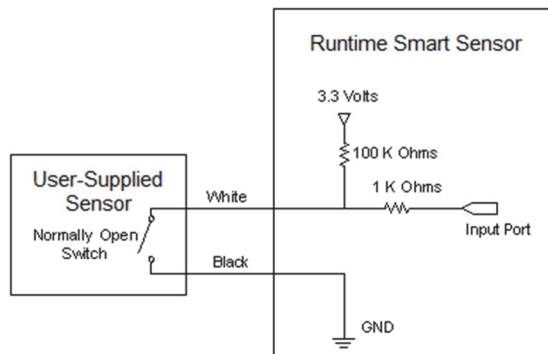 Runtime Smart Sensor
3.3 Volts
100 K Ohms
1 K Ohms
Input Port
User-Supplied
Sensor
Normally Open
Switch
White
Black
GND